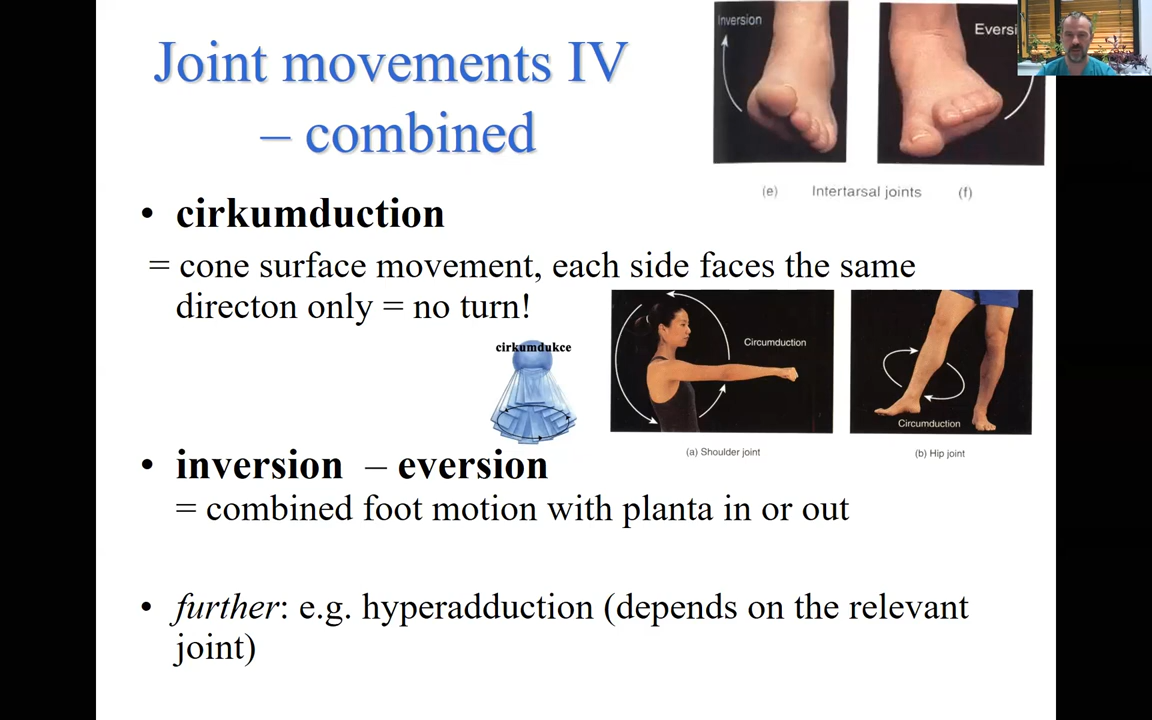 Joint movements IV
– combined
Inversion
Eversi
(e) Intertarsal joints (f)
• cirkumduction
= cone surface movement, each side faces the same
directon only = no turn!
cirkumdukce
Circumduction
(a) Shoulder joint
Circumduction
(b) Hip joint
• inversion – eversion
= combined foot motion with planta in or out
• further: e.g. hyperadduction (depends on the relevant
joint)